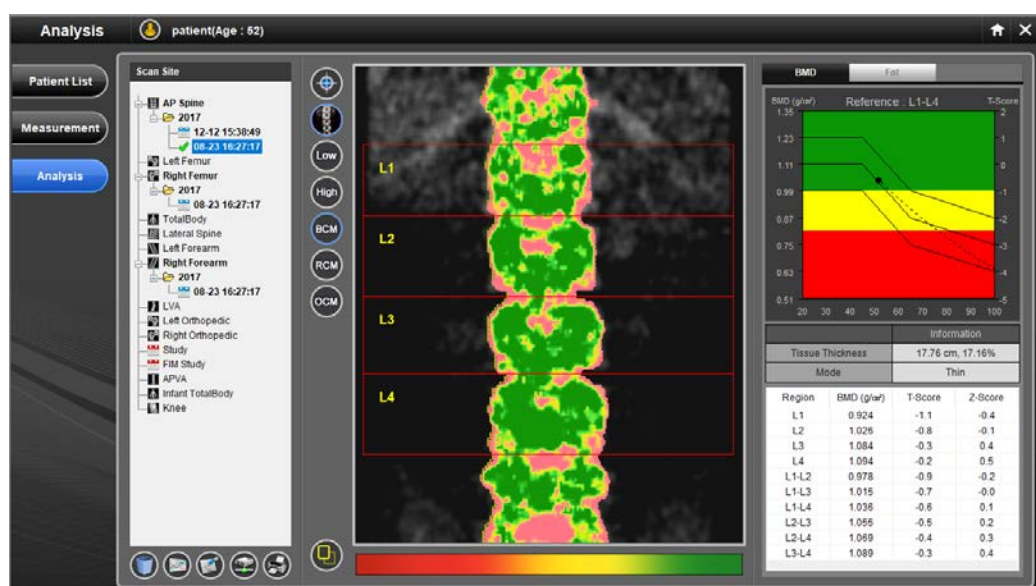 Analysis
patient(Age : 52)
Patient List
Measurement
Analysis
Scan Site
AP Spine
2017
12-12 15:38:49
08-23 16:27:17
Left Femur
Right Femur
2017
08-23 16:27:17
TotalBody
Lateral Spine
Left Forearm
Right Forearm
2017
08-23 16:27:17
LVA
Left Orthopedic
Right Orthopedic
Study
FIM Study
APVA
Infant TotalBody
Knee
Low
High
BCM
RCM
OCM
L1
L2
L3
L4
BMD Fat
BMD (g/㎠) Reference : L1-L4 T-Score
1.35 2
1.23 1
1.11 0
0.99 -1
0.87 -2
0.75 -3
0.63 -4
0.51 -5
20 30 40 50 60 70 80 90 100
Information
Tissue Thickness 17.76 cm, 17.16%
Mode Thin
Region BMD (g/㎠) T-Score Z-Score
L1 0.924 -1.1 -0.4
L2 1.026 -0.8 -0.1
L3 1.084 -0.3 0.4
L4 1.094 -0.2 0.5
L1-L2 0.978 -0.9 -0.2
L1-L3 1.015 -0.7 -0.0
L1-L4 1.036 -0.6 0.1
L2-L3 1.055 -0.5 0.2
L2-L4 1.069 -0.4 0.3
L3-L4 1.089 -0.3 0.4